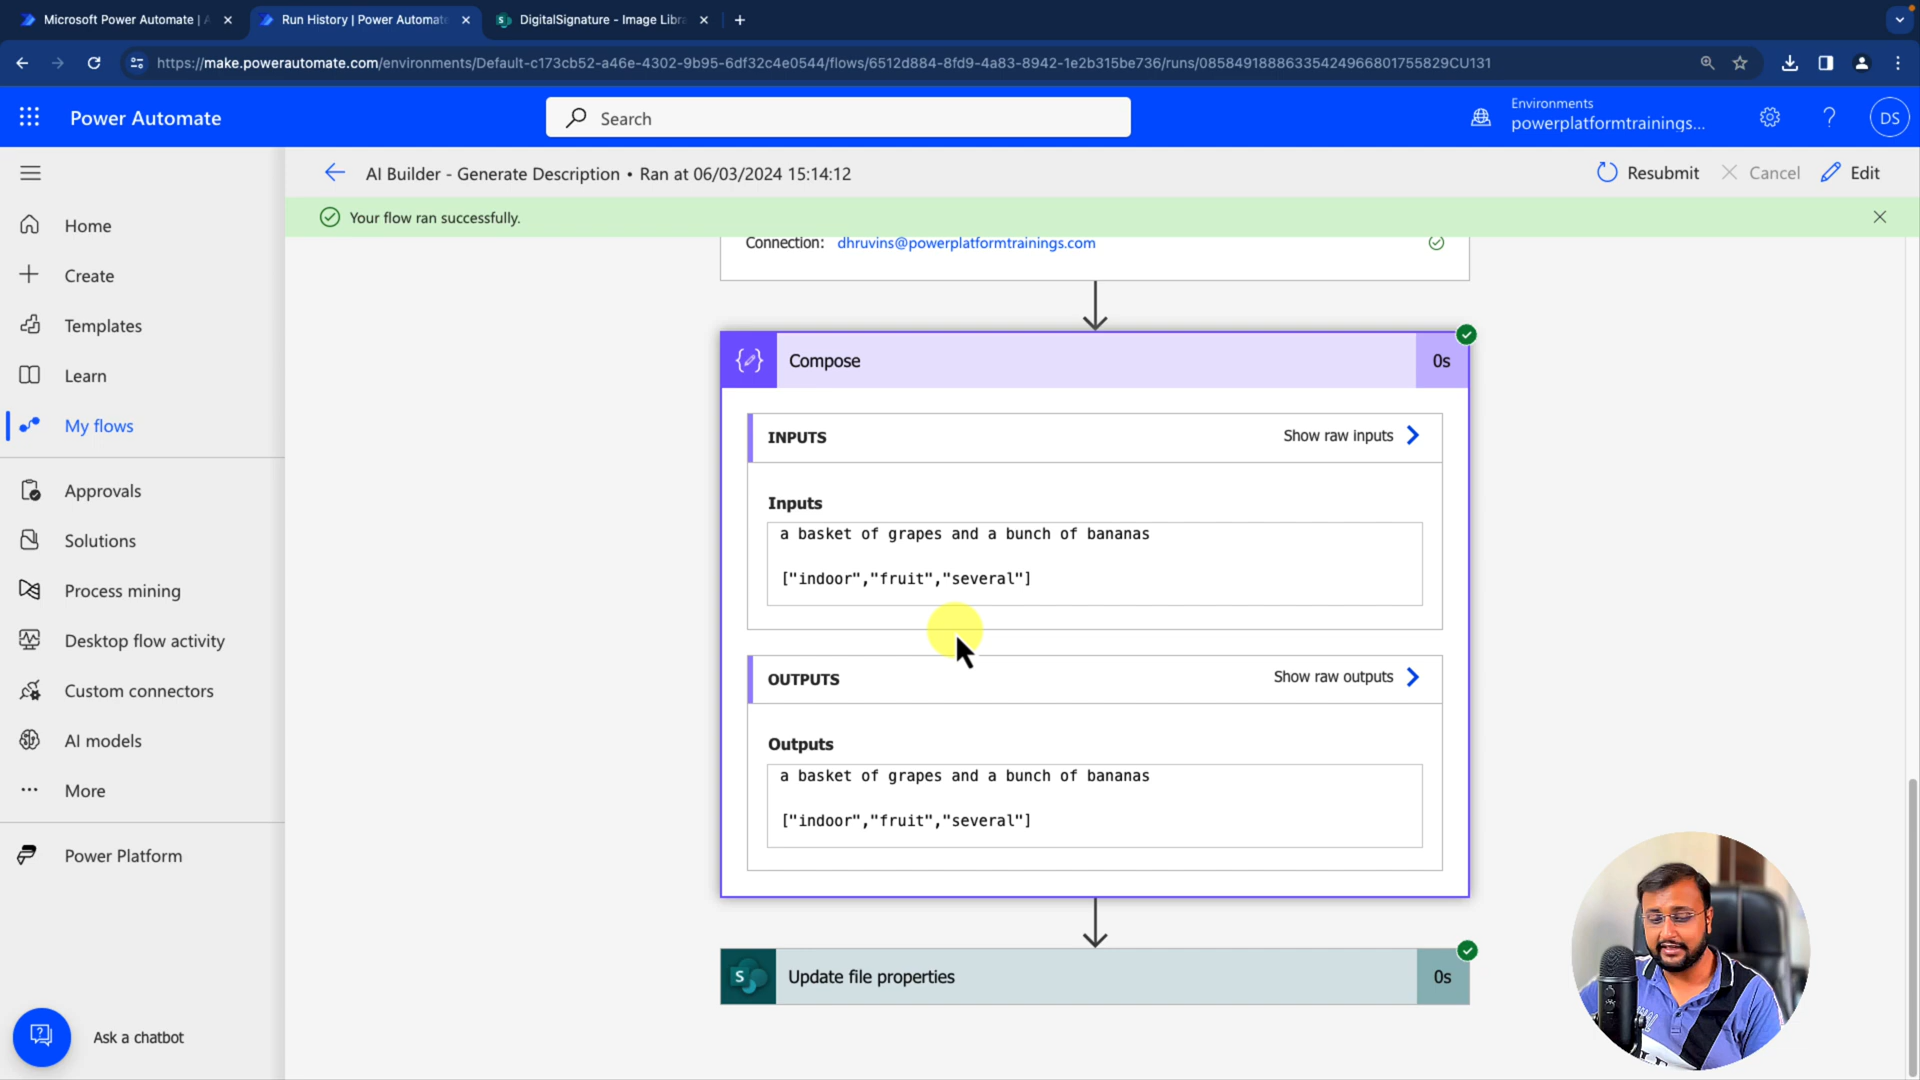 Microsoft Power Automate | A
Run History | Power Automate
DigitalSignature - Image Libra
https://make.powerautomate.com/environments/Default-c173cb52-a46e-4302-9b95-6df32c4e0544/flows/6512d884-8fd9-4a83-8942-1e2b315be736/runs/08584918886335424966801755829CU131
Power Automate
Search
Environments
powerplatformtrainings...
?
DS
AI Builder - Generate Description • Ran at 06/03/2024 15:14:12
Resubmit
Cancel
Edit
Your flow ran successfully.
Home
Create
Templates
Learn
My flows
Approvals
Solutions
Process mining
Desktop flow activity
Custom connectors
AI models
More
Power Platform
Ask a chatbot
Connection: dhruvins@powerplatformtrainings.com
Compose
0s
INPUTS
Show raw inputs
Inputs
a basket of grapes and a bunch of bananas
["indoor","fruit","several"]
OUTPUTS
Show raw outputs
Outputs
a basket of grapes and a bunch of bananas
["indoor","fruit","several"]
S
Update file properties
0s